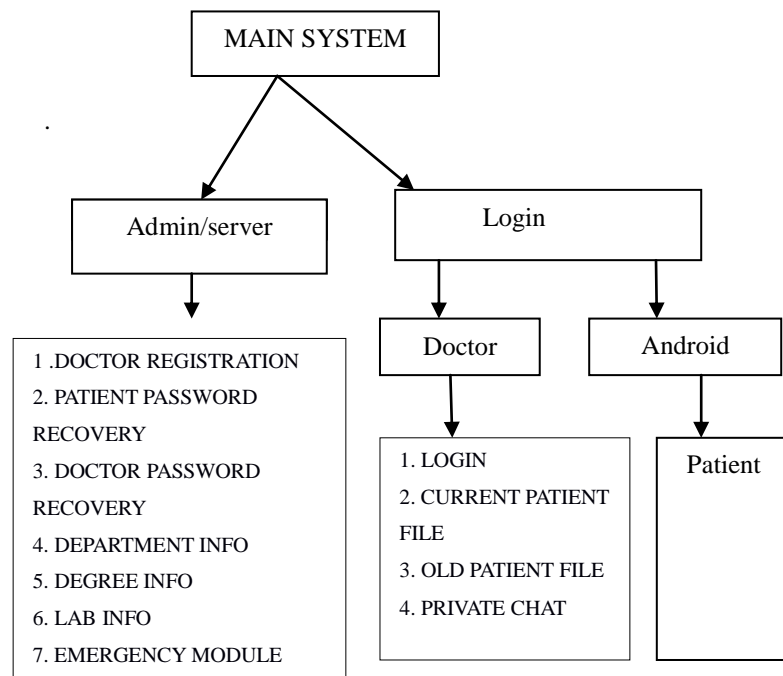 MAIN SYSTEM
.
Admin/server
Login
Doctor
Android
1 .DOCTOR REGISTRATION
2. PATIENT PASSWORD
RECOVERY
3. DOCTOR PASSWORD
RECOVERY
4. DEPARTMENT INFO
5. DEGREE INFO
6. LAB INFO
7. EMERGENCY MODULE
1. LOGIN
2. CURRENT PATIENT
FILE
3. OLD PATIENT FILE
4. PRIVATE CHAT
Patient